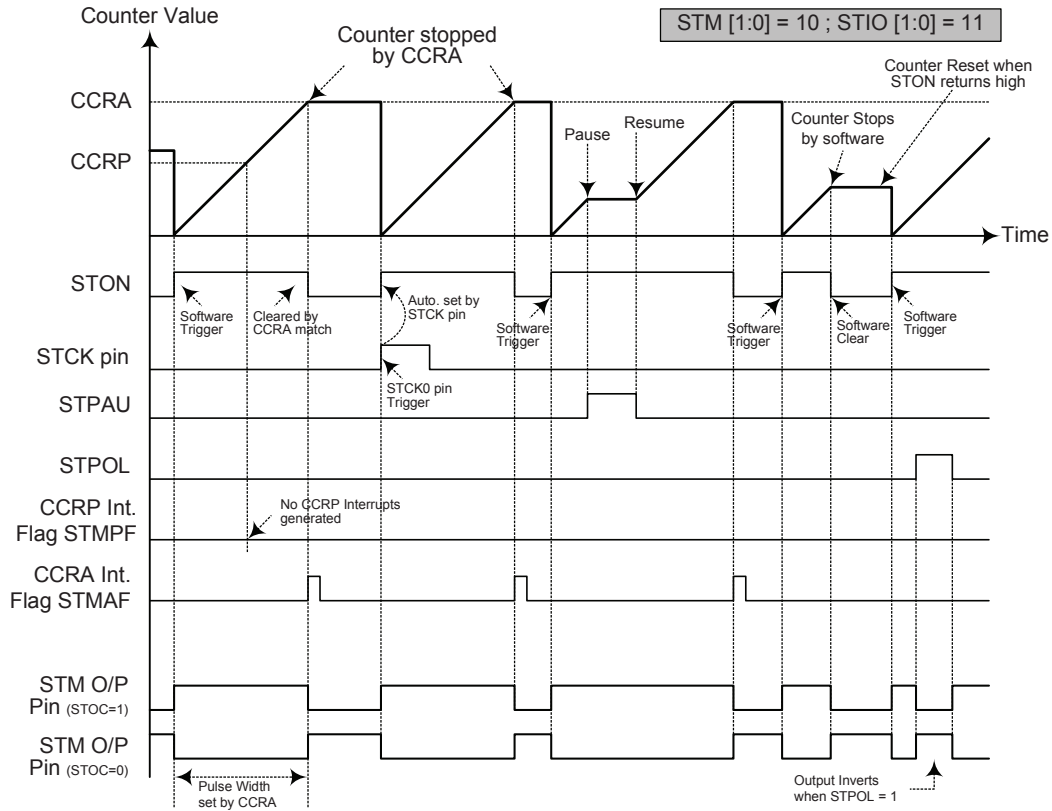 Counter Value
STM [1:0] = 10 ; STIO [1:0] = 11
Counter stopped
by CCRA
Counter Reset when
STON returns high
CCRA
Counter Stops
by software
Pause
Resume
CCRP
Time
STON
Software
Trigger
Cleared by
CCRA match
Auto. set by
STCK pin
Software
Trigger
Software
Trigger
Software
Clear
Software
Trigger
STCK pin
STCK0 pin
Trigger
STPAU
STPOL
CCRP Int.
Flag STMPF
No CCRP Interrupts
generated
CCRA Int.
Flag STMAF
STM O/P
Pin (STOC=1)
STM O/P
Pin (STOC=0)
Pulse Width
set by CCRA
Output Inverts
when STPOL = 1